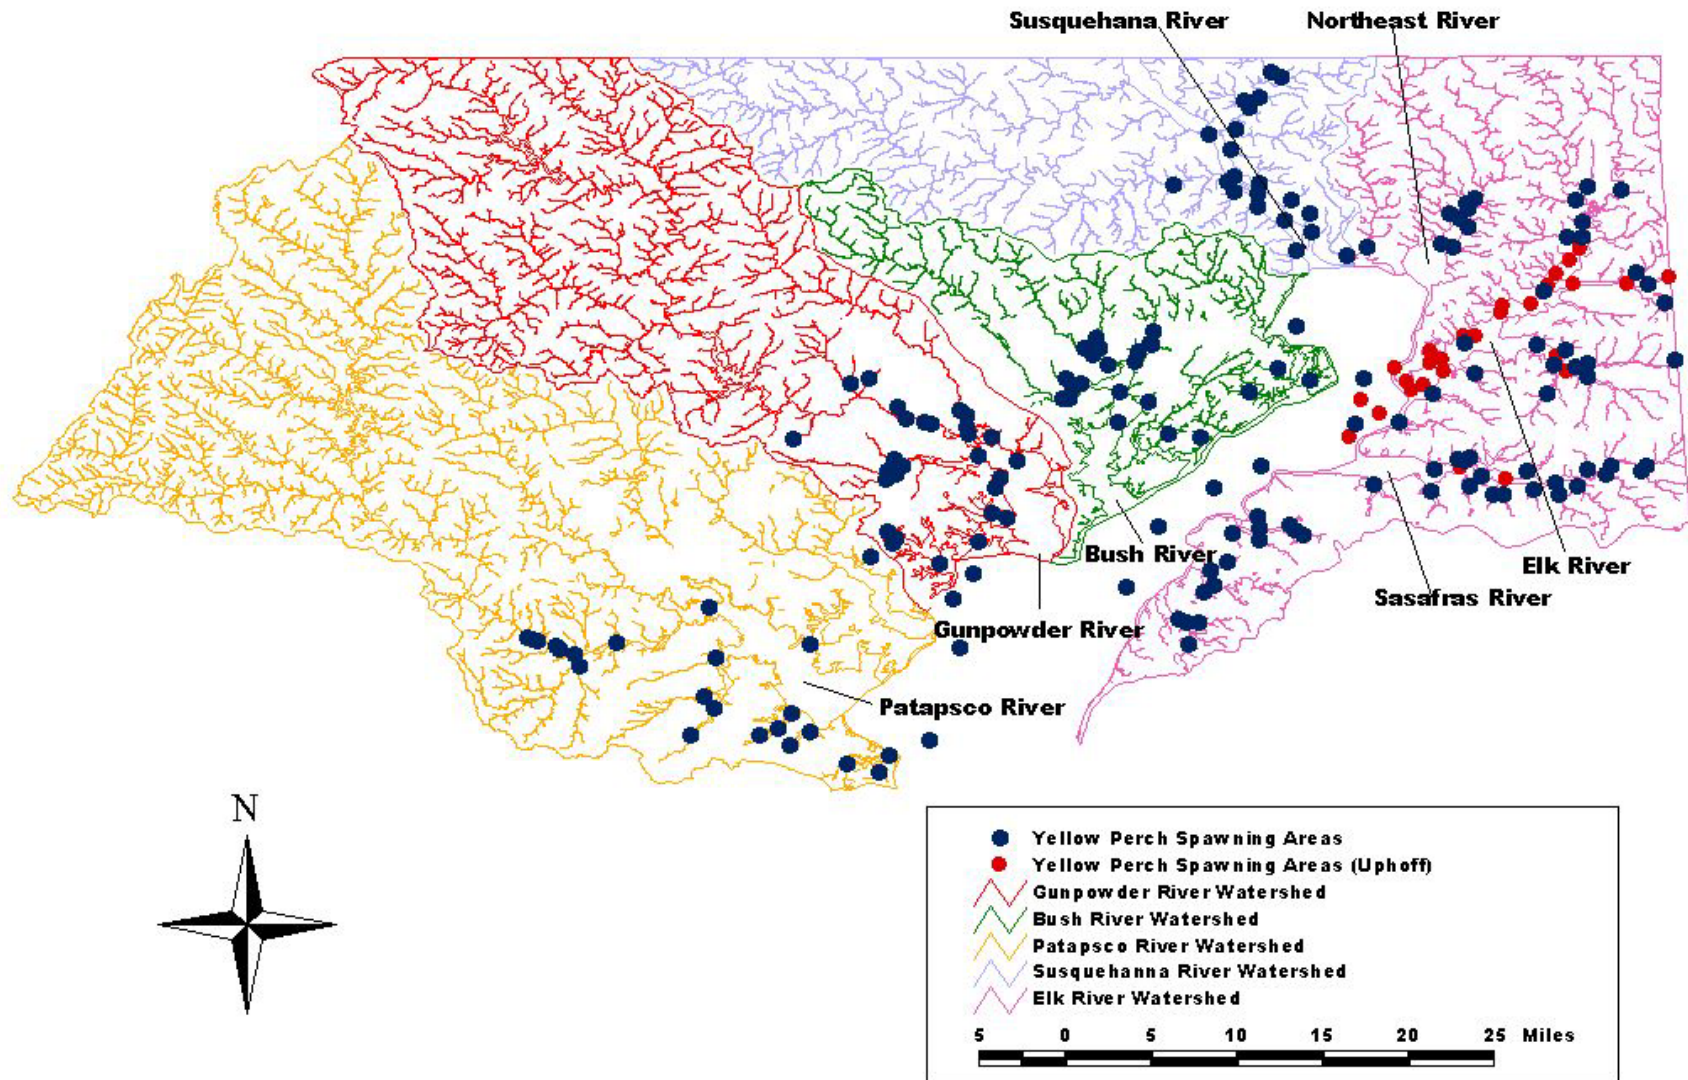 Susquehana River
Northeast River
Bush River
Elk River
Sasafras River
Gunpowder River
Patapsco River
N
Yellow Perch Spawning Areas
Yellow Perch Spawning Areas (Uphoff)
Gunpowder River Watershed
Bush River Watershed
Patapsco River Watershed
Susquehanna River Watershed
Elk River Watershed
5 0 5 10 15 20 25 Miles